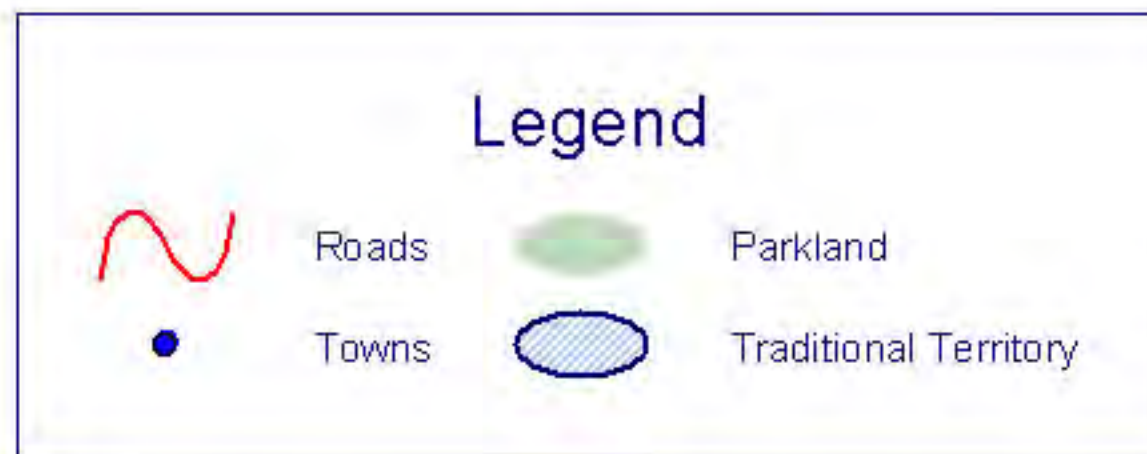 Legend
Roads
Parkland
Towns
Traditional Territory